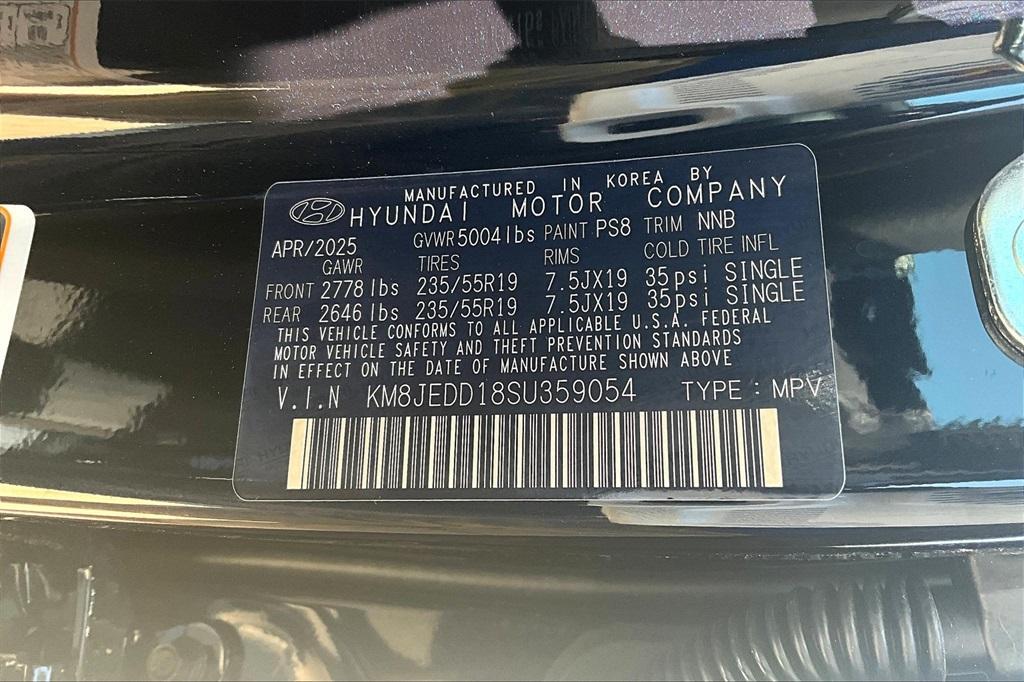 MANUFACTURED IN KOREA BY
HYUNDAI MOTOR COMPANY
APR/2025 GVWR 5004 lbs PAINT PS8 TRIM NNB
GAWR TIRES RIMS COLD TIRE INFL
FRONT 2778 lbs 235/55R19 7.5JX19 35psi SINGLE
REAR 2646 lbs 235/55R19 7.5JX19 35psi SINGLE
THIS VEHICLE CONFORMS TO ALL APPLICABLE U.S.A. FEDERAL
MOTOR VEHICLE SAFETY AND THEFT PREVENTION STANDARDS
IN EFFECT ON THE DATE OF MANUFACTURE SHOWN ABOVE
V.I.N KM8JEDD18SU359054 TYPE : MPV